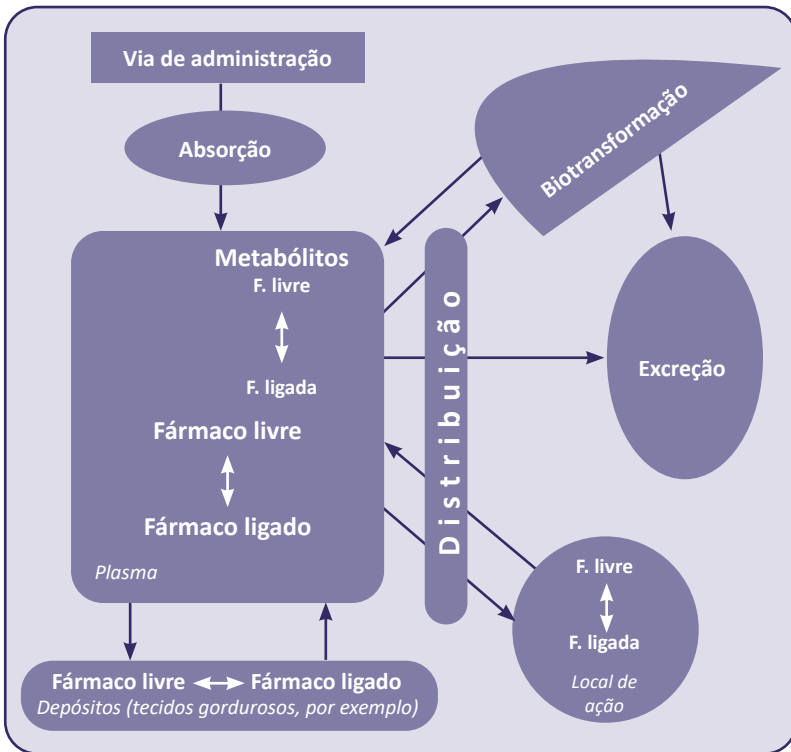 Via de administração
Absorção
Biotransformação
Metabólitos
F. livre
F. ligada
Fármaco livre
Fármaco ligado
Plasma
Distribuição
Excreção
F. livre
F. ligada
Local de
ação
Fármaco livre Fármaco ligado
Depósitos (tecidos gordurosos, por exemplo)